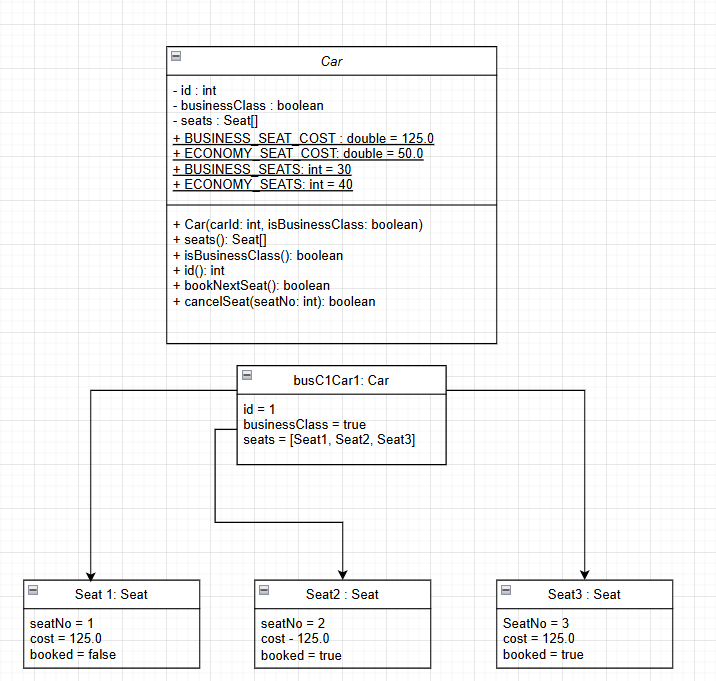 Car
- id : int
- businessClass : boolean
- seats : Seat[]
+ BUSINESS_SEAT_COST : double = 125.0
+ ECONOMY_SEAT_COST: double = 50.0
+ BUSINESS_SEATS: int = 30
+ ECONOMY_SEATS: int = 40
+ Car(carId: int, isBusinessClass: boolean)
+ seats(): Seat[]
+ isBusinessClass(): boolean
+ id(): int
+ bookNextSeat(): boolean
+ cancelSeat(seatNo: int): boolean
busC1Car1: Car
id = 1
businessClass = true
seats = [Seat1, Seat2, Seat3]
Seat 1: Seat
seatNo = 1
cost = 125.0
booked = false
Seat2 : Seat
seatNo = 2
cost - 125.0
booked = true
Seat3 : Seat
SeatNo = 3
cost = 125.0
booked = true